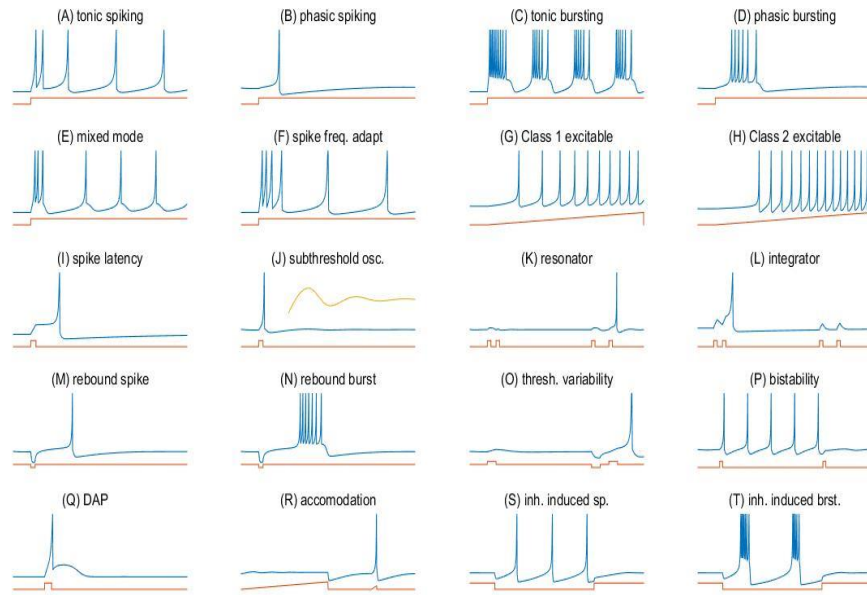 (A) tonic spiking
(B) phasic spiking
(C) tonic bursting
(D) phasic bursting
(E) mixed mode
(F) spike freq. adapt
(G) Class 1 excitable
(H) Class 2 excitable
(I) spike latency
(J) subthreshold osc.
(K) resonator
(L) integrator
(M) rebound spike
(N) rebound burst
(O) thresh. variability
(P) bistability
(Q) DAP
(R) accomodation
(S) inh. induced sp.
(T) inh. induced brst.